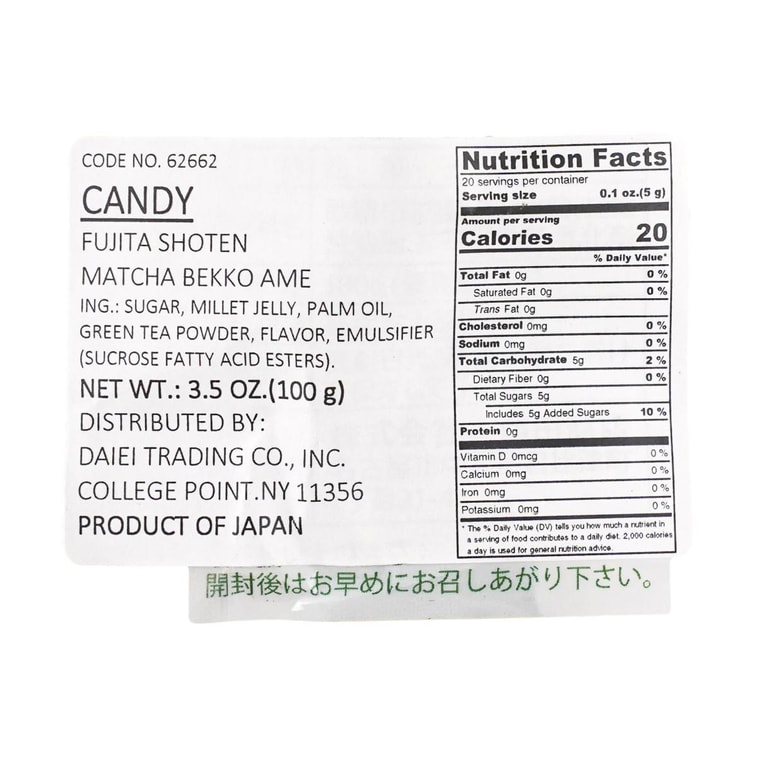 CODE NO. 62662
CANDY
FUJITA SHOTEN
MATCHA BEKKO AME
ING.: SUGAR, MILLET JELLY, PALM OIL,
GREEN TEA POWDER, FLAVOR, EMULSIFIER
(SUCROSE FATTY ACID ESTERS).
NET WT.: 3.5 OZ.(100 g)
DISTRIBUTED BY:
DAIEI TRADING CO., INC.
COLLEGE POINT.NY 11356
PRODUCT OF JAPAN
Nutrition Facts
20 servings per container
Serving size 0.1 oz.(5 g)
Amount per serving
Calories 20
% Daily Value*
Total Fat 0g 0 %
Saturated Fat 0g 0 %
Trans Fat 0g
Cholesterol 0mg 0 %
Sodium 0mg 0 %
Total Carbohydrate 5g 2 %
Dietary Fiber 0g 0 %
Total Sugars 5g
Includes 5g Added Sugars 10 %
Protein 0g
Vitamin D 0mcg 0 %
Calcium 0mg 0 %
Iron 0mg 0 %
Potassium 0mg 0 %
* The % Daily Value (DV) tells you how much a nutrient in
a serving of food contributes to a daily diet. 2,000 calories
a day is used for general nutrition advice.
開封後はお早めにお召しあがり下さい。